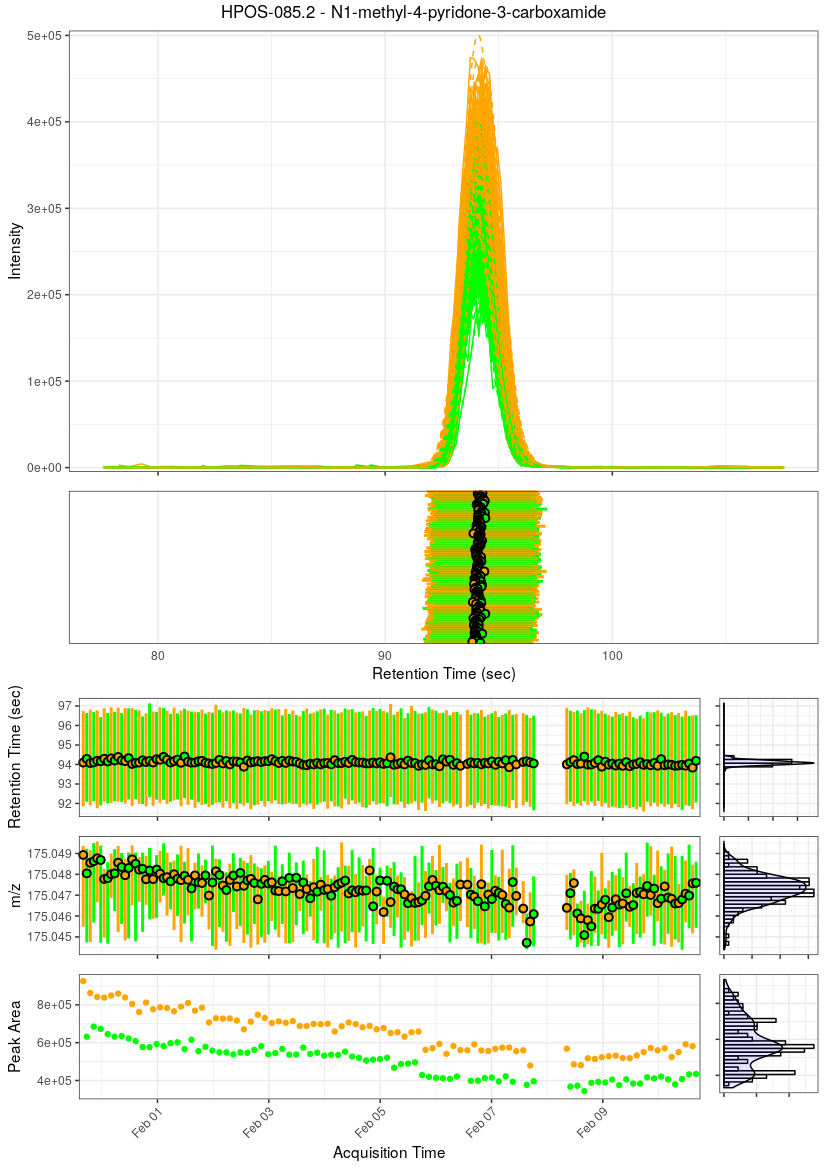 HPOS-085.2 - N1-methyl-4-pyridone-3-carboxamide
5e+05
4e+05
3e+05
2e+05
1e+05
0e+00
Intensity
80
90
100
Retention Time (sec)
97
96
95
94
93
92
Retention Time (sec)
175.049
175.048
175.047
175.046
175.045
m/z
8e+05
6e+05
4e+05
Peak Area
Feb 01
Feb 03
Feb 05
Feb 07
Feb 09
Acquisition Time